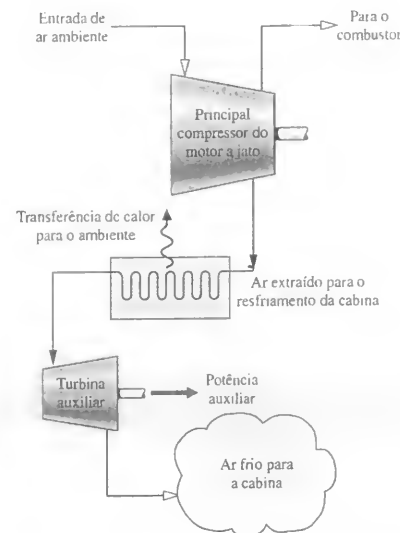 Entrada de
ar ambiente
Para o
combustor
Principal
compressor do
motor a jato
Transferência de calor
para o ambiente
Ar extraído para o
resfriamento da cabina
Turbina
auxiliar
Potência
auxiliar
Ar frio para
a cabina